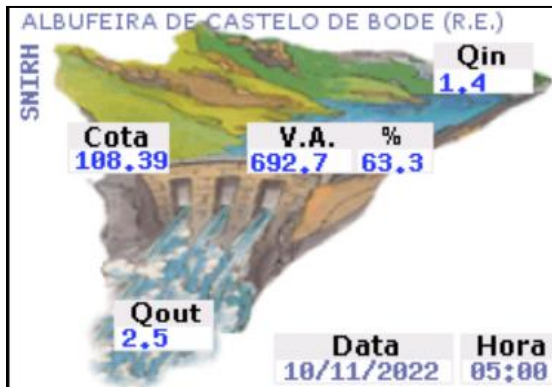 ALBUFEIRA DE CASTELO DE BODE (R.E.)
SNIRH
Qin
1.4
Cota
108.39
V.A.
692.7
%
63.3
Qout
2.5
Data
10/11/2022
Hora
05:00